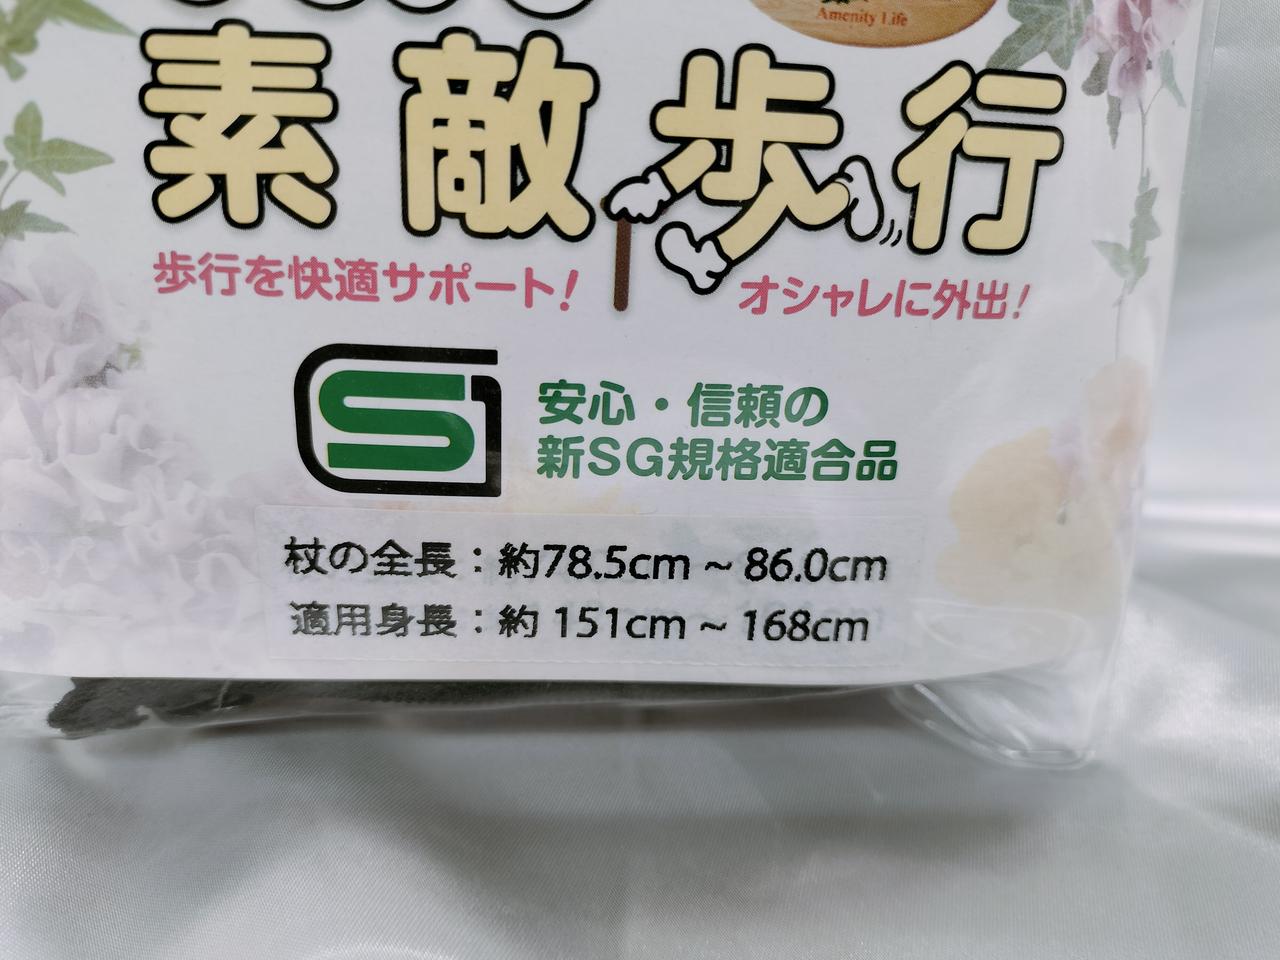 Amenity Life
素敵歩行
歩行を快適サポート! オシャレに外出!
安心・信頼の
新SG規格適合品
杖の全長：約78.5cm ~ 86.0cm
適用身長：約 151cm ~ 168cm